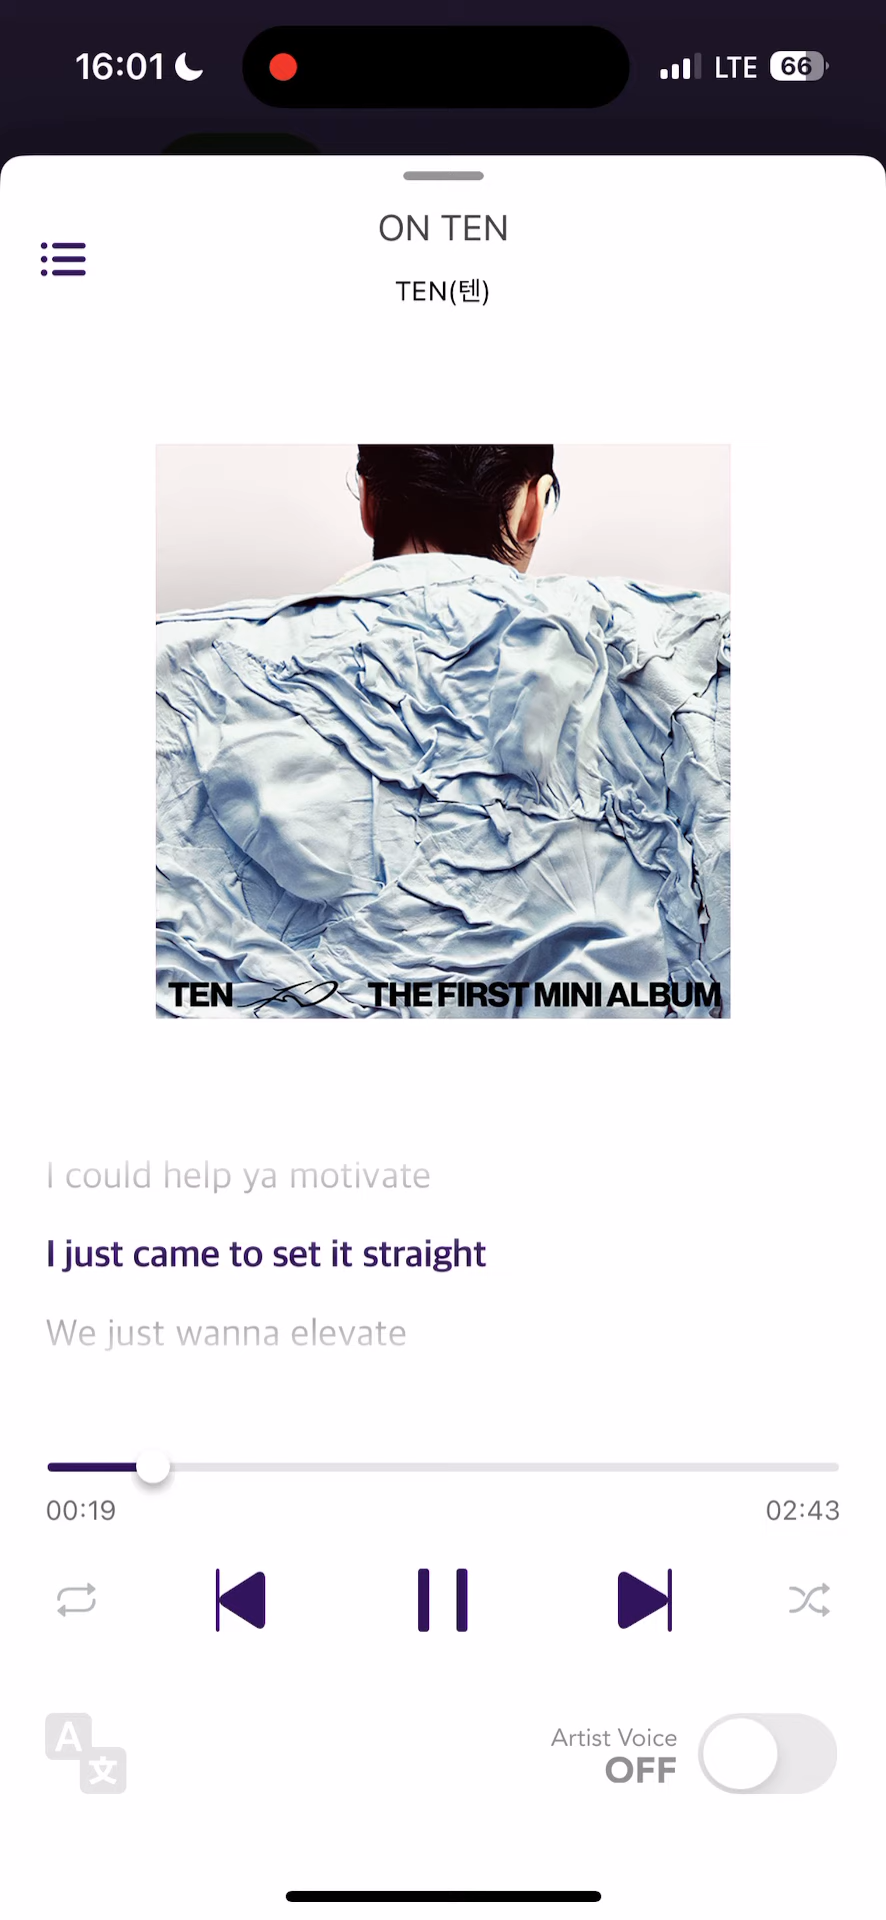 16:01
LTE 66
ON TEN
TEN(텐)
TEN THE FIRST MINI ALBUM
I could help ya motivate
I just came to set it straight
We just wanna elevate
00:19 02:43
A 文
Artist Voice
OFF